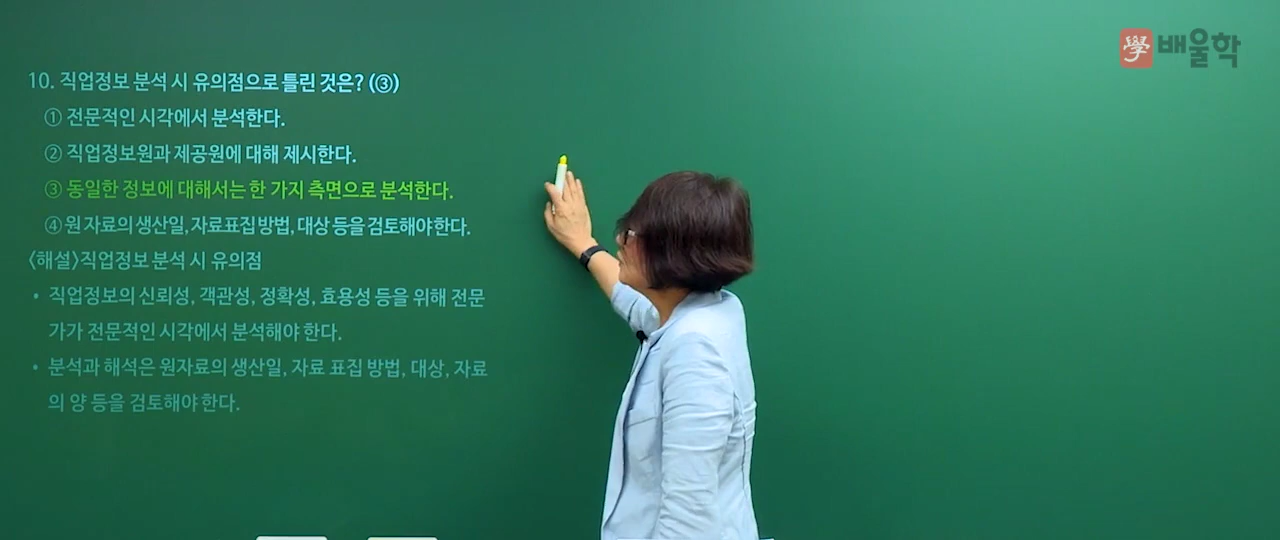 學 배울학
10. 직업정보 분석 시 유의점으로 틀린 것은? (③)
① 전문적인 시각에서 분석한다.
② 직업정보원과 제공원에 대해 제시한다.
③ 동일한 정보에 대해서는 한 가지 측면으로 분석한다.
④ 원 자료의 생산일, 자료표집방법, 대상 등을 검토해야 한다.
〈해설〉직업정보 분석 시 유의점
• 직업정보의 신뢰성, 객관성, 정확성, 효용성 등을 위해 전문
가가 전문적인 시각에서 분석해야 한다.
• 분석과 해석은 원자료의 생산일, 자료 표집 방법, 대상, 자료
의 양 등을 검토해야 한다.